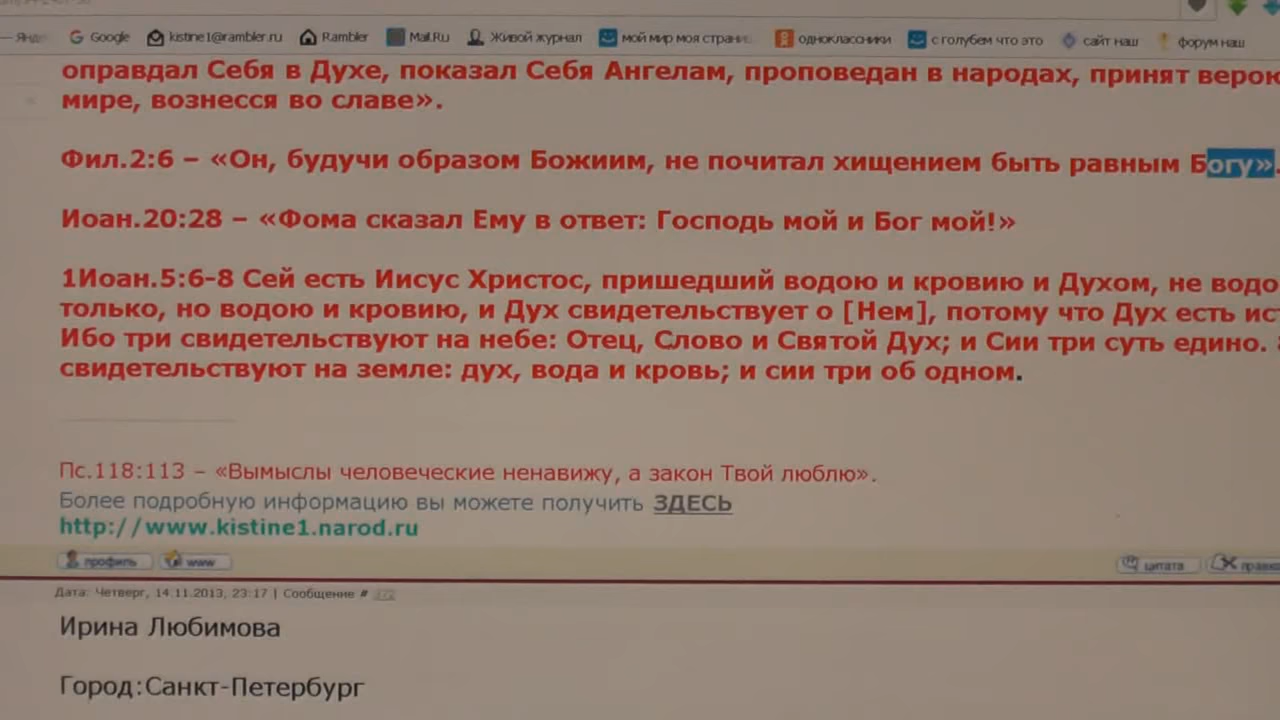 Google kistine1@rambler.ru Rambler Mail.Ru Живой журнал мой мир моя страни одноклассники с голубем что это сайт наш форум наш
оправдал Себя в Духе, показал Себя Ангелам, проповедан в народах, принят верою
мире, вознесся во славе».
Фил.2:6 – «Он, будучи образом Божиим, не почитал хищением быть равным Богу».
Иоан.20:28 – «Фома сказал Ему в ответ: Господь мой и Бог мой!»
1Иоан.5:6-8 Сей есть Иисус Христос, пришедший водою и кровию и Духом, не водо
только, но водою и кровию, и Дух свидетельствует о [Нем], потому что Дух есть ист
Ибо три свидетельствуют на небе: Отец, Слово и Святой Дух; и Сии три суть едино.
свидетельствуют на земле: дух, вода и кровь; и сии три об одном.
Пс.118:113 – «Вымыслы человеческие ненавижу, а закон Твой люблю».
Более подробную информацию вы можете получить ЗДЕСЬ
http://www.kistine1.narod.ru
профиль www цитата правка
Дата: Четверг, 14.11.2013, 23:17 | Сообщение #
Ирина Любимова
Город:Санкт-Петербург